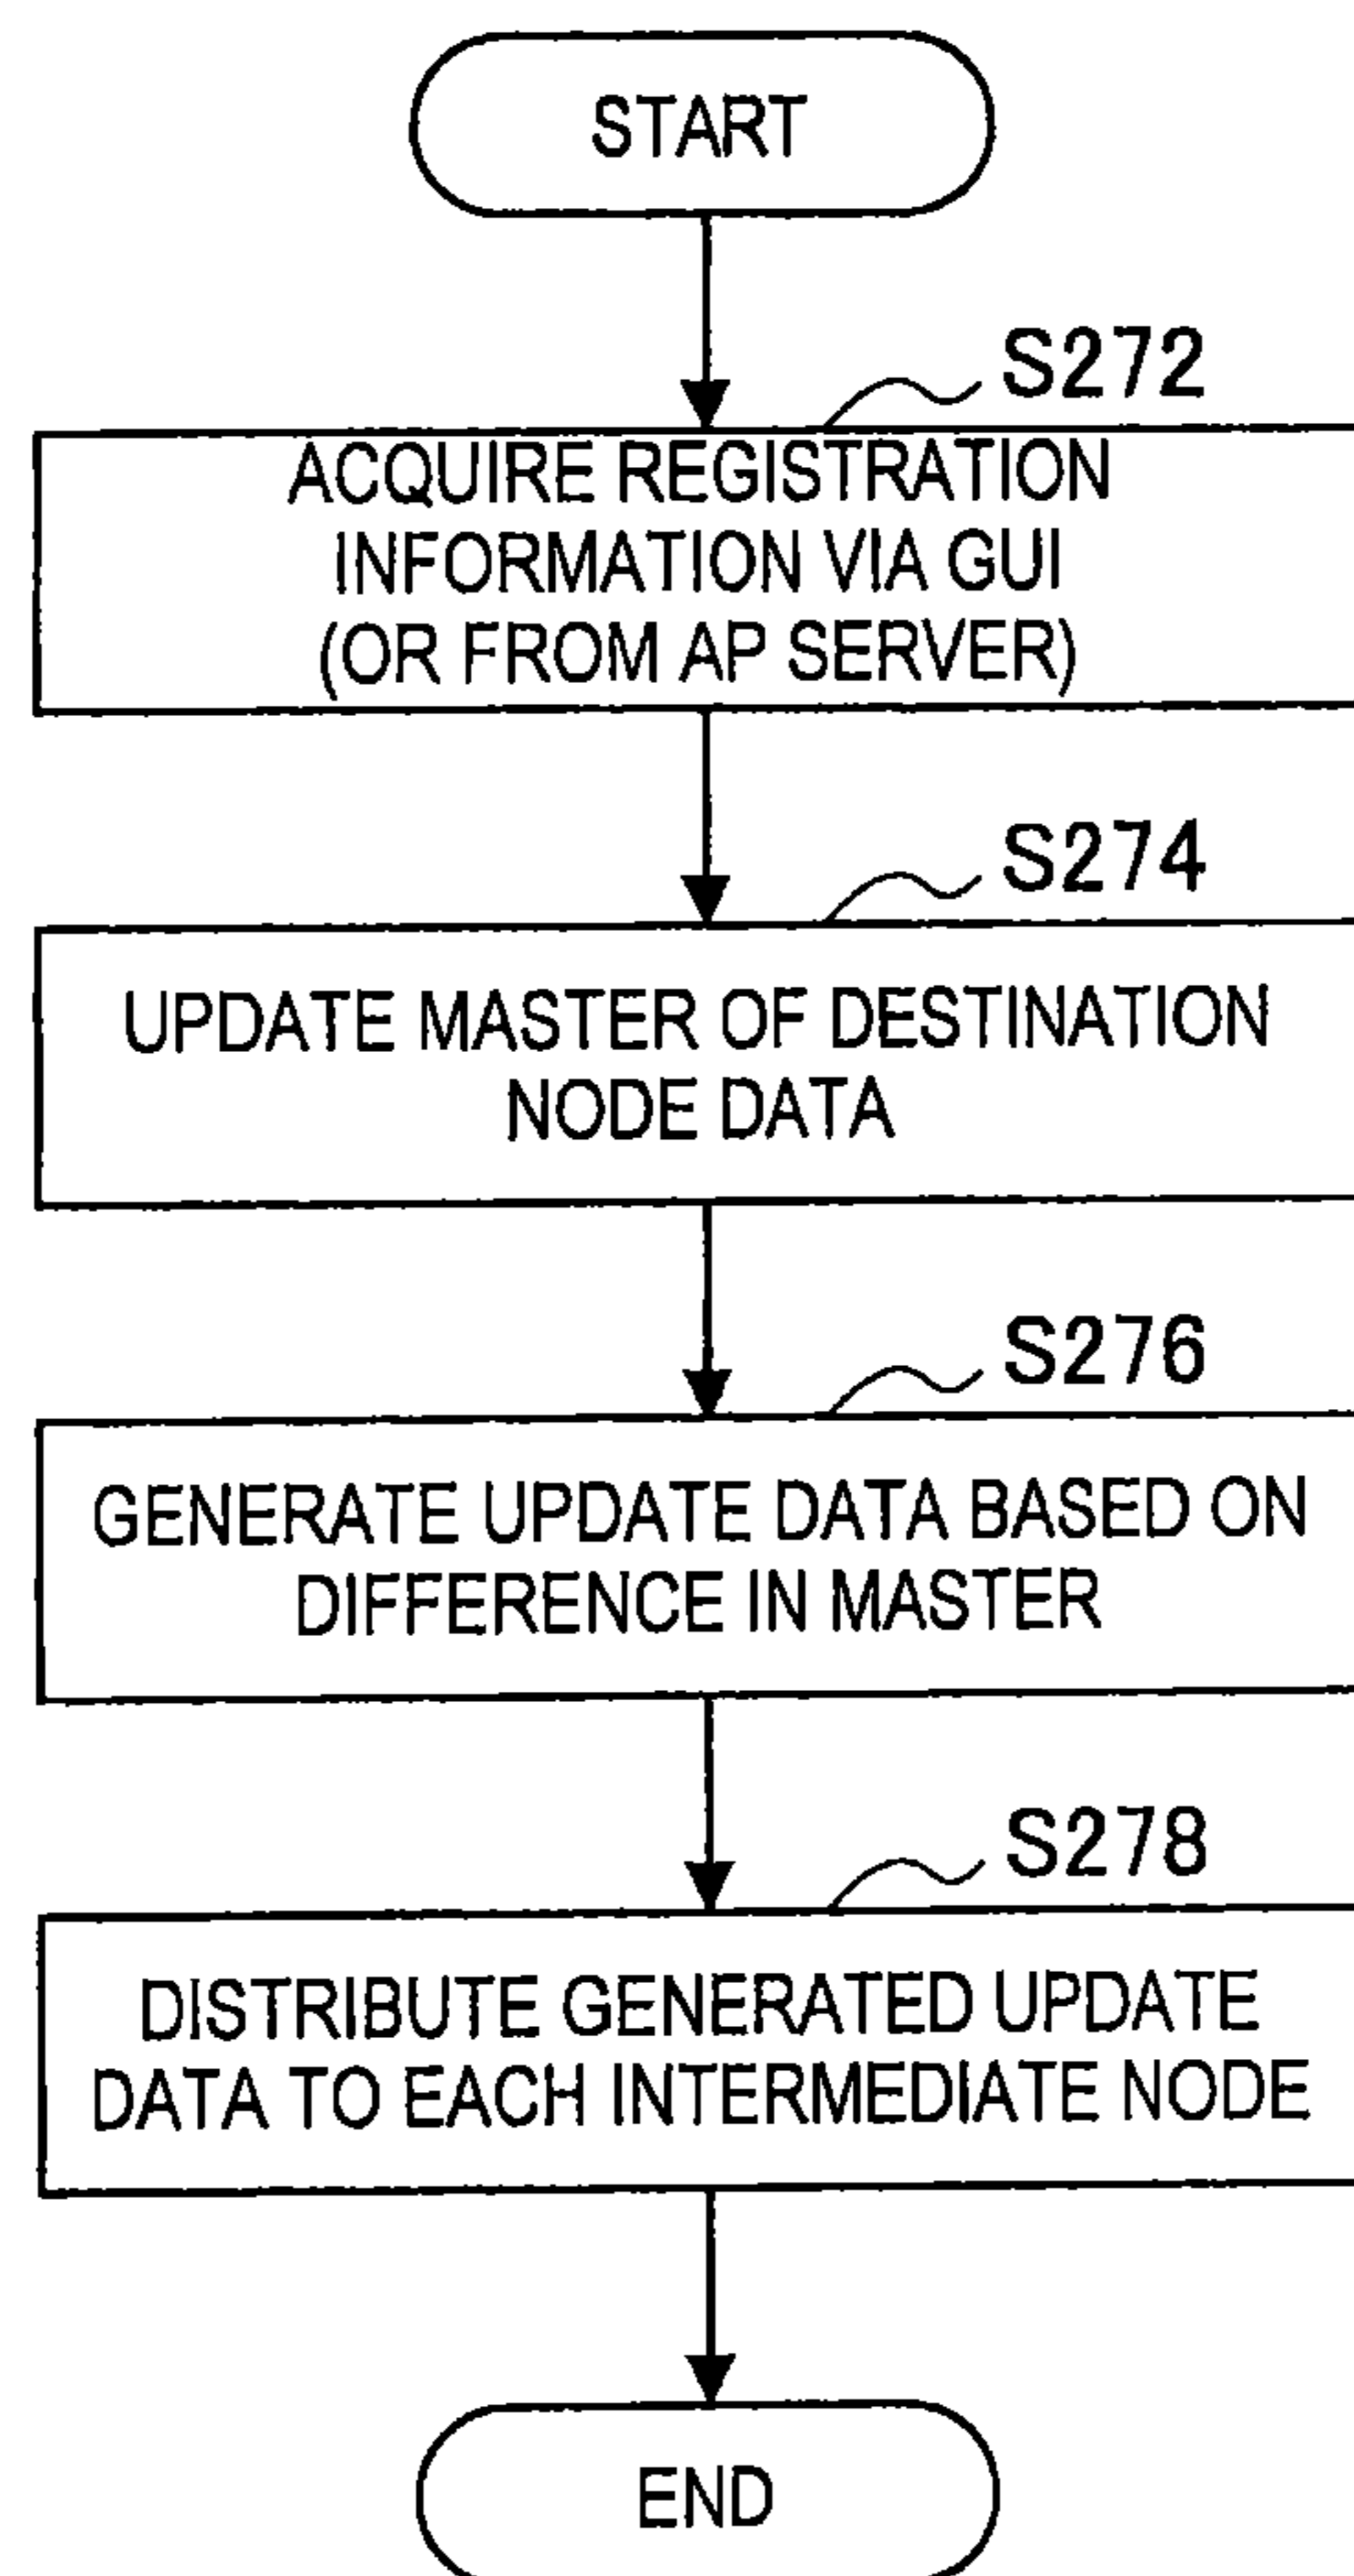 START
S272
ACQUIRE REGISTRATION
INFORMATION VIA GUI
(OR FROM AP SERVER)
S274
UPDATE MASTER OF DESTINATION
NODE DATA
S276
GENERATE UPDATE DATA BASED ON
DIFFERENCE IN MASTER
S278
DISTRIBUTE GENERATED UPDATE
DATA TO EACH INTERMEDIATE NODE
END